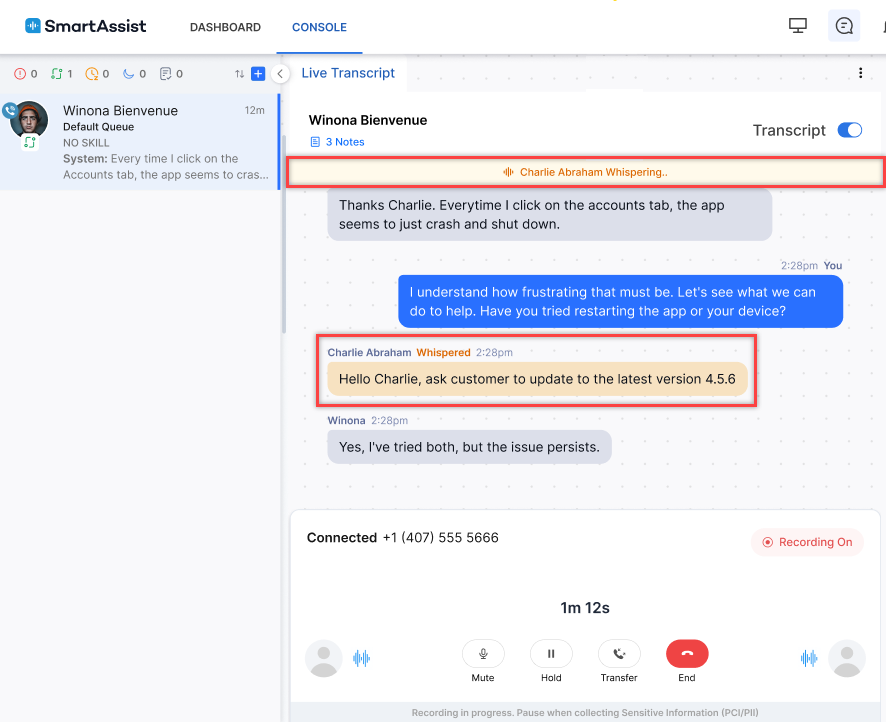 SmartAssist
DASHBOARD
CONSOLE
0
1
0
0
0
Live Transcript
Winona Bienvenue
12m
Default Queue
NO SKILL
System: Every time I click on the
Accounts tab, the app seems to cras...
Winona Bienvenue
3 Notes
Transcript
Charlie Abraham Whispering..
Thanks Charlie. Everytime I click on the accounts tab, the app
seems to just crash and shut down.
2:28pm You
I understand how frustrating that must be. Let's see what we can
do to help. Have you tried restarting the app or your device?
Charlie Abraham Whispered 2:28pm
Hello Charlie, ask customer to update to the latest version 4.5.6
Winona 2:28pm
Yes, I've tried both, but the issue persists.
Connected +1 (407) 555 5666
Recording On
1m 12s
Mute
Hold
Transfer
End
Recording in progress. Pause when collecting Sensitive Information (PCI/PII)